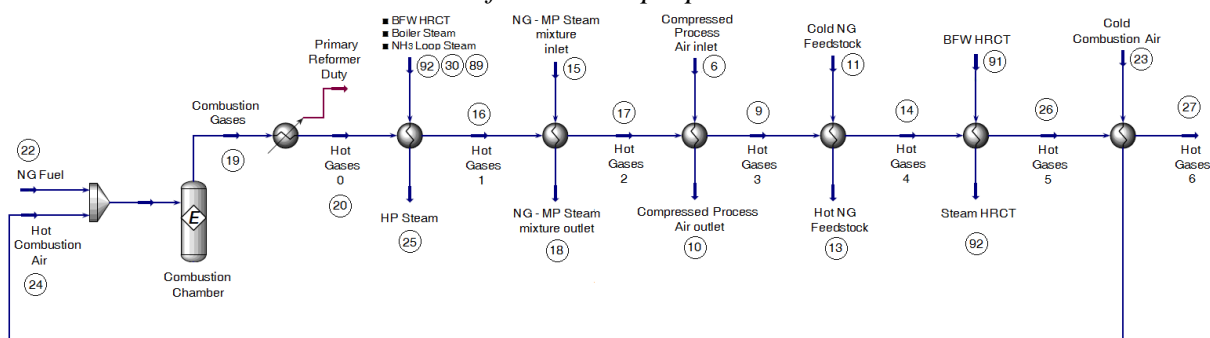 Primary
Reformer
Duty
■ BFW HRCT
■ Boiler Steam
■ NH3 Loop Steam
92 30 89
NG - MP Steam
mixture
inlet
15
Compressed
Process
Air inlet
6
Cold NG
Feedstock
11
BFW HRCT
91
Cold
Combustion Air
23
Combustion
Gases
19
16
17
9
14
26
27
22
NG Fuel
Hot
Combustion
Air
24
E
Combustion
Chamber
Hot
Gases
0
20
Hot
Gases
1
Hot
Gases
2
Hot
Gases
3
Hot
Gases
4
Hot
Gases
5
Hot
Gases
6
HP Steam
25
NG - MP Steam
mixture outlet
18
Compressed Process
Air outlet
10
Hot NG
Feedstock
13
Steam HRCT
92